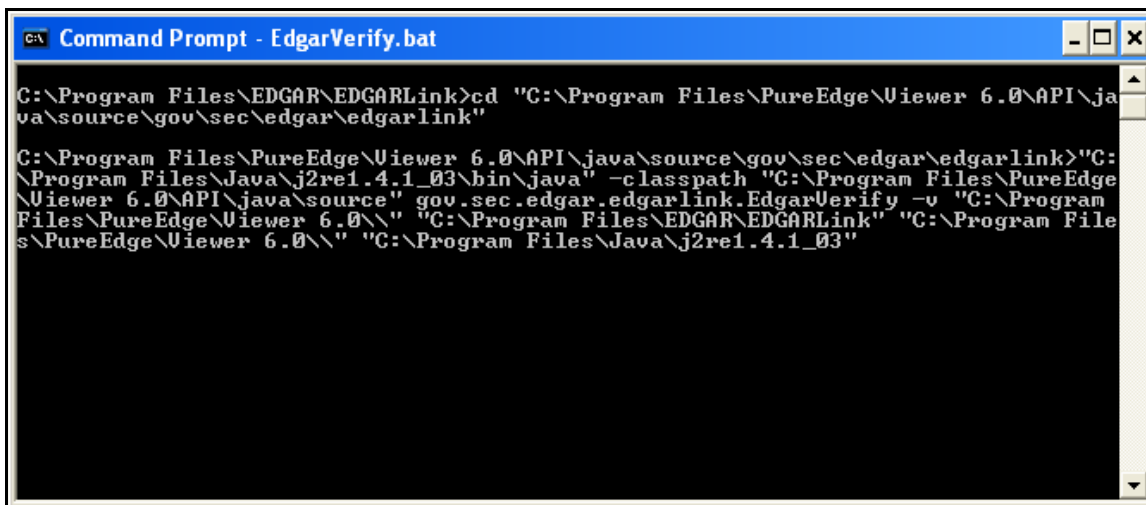 Command Prompt - EdgarVerify.bat
C:\Program Files\EDGAR\EDGARLink>cd "C:\Program Files\PureEdge\Viewer 6.0\API\ja
va\source\gov\sec\edgar\edgarlink"
C:\Program Files\PureEdge\Viewer 6.0\API\java\source\gov\sec\edgar\edgarlink>"C:
\Program Files\Java\j2re1.4.1_03\bin\java" -classpath "C:\Program Files\PureEdge
\Viewer 6.0\API\java\source" gov.sec.edgar.edgarlink.EdgarVerify -v "C:\Program
Files\PureEdge\Viewer 6.0\\" "C:\Program Files\EDGAR\EDGARLink" "C:\Program File
s\PureEdge\Viewer 6.0\\" "C:\Program Files\Java\j2re1.4.1_03"